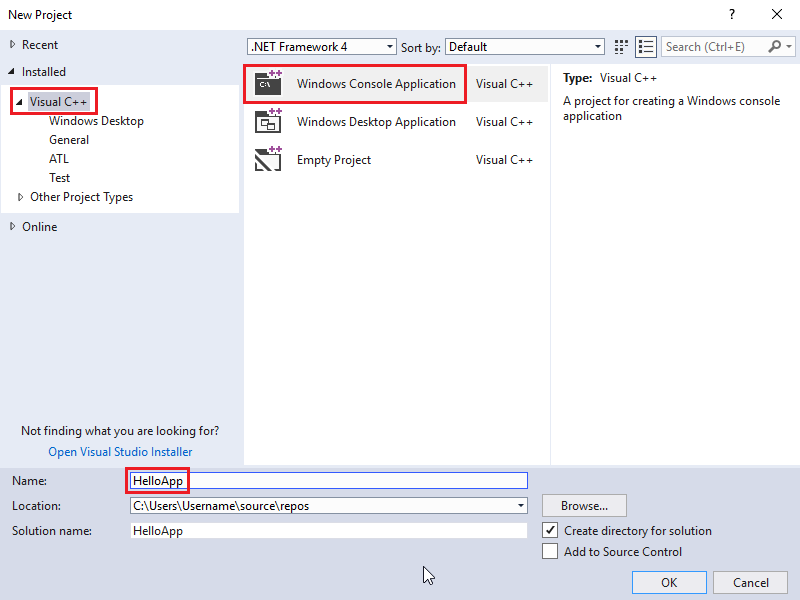 New Project
?
Recent
.NET Framework 4
Sort by:
Default
Search (Ctrl+E)
Installed
Visual C++
Windows Desktop
General
ATL
Test
Other Project Types
Online
Windows Console Application
Visual C++
Windows Desktop Application
Visual C++
Empty Project
Visual C++
Type: Visual C++
A project for creating a Windows console
application
Not finding what you are looking for?
Open Visual Studio Installer
Name:
HelloApp
Location:
C:\Users\Username\source\repos
Browse...
Solution name:
HelloApp
Create directory for solution
Add to Source Control
OK
Cancel